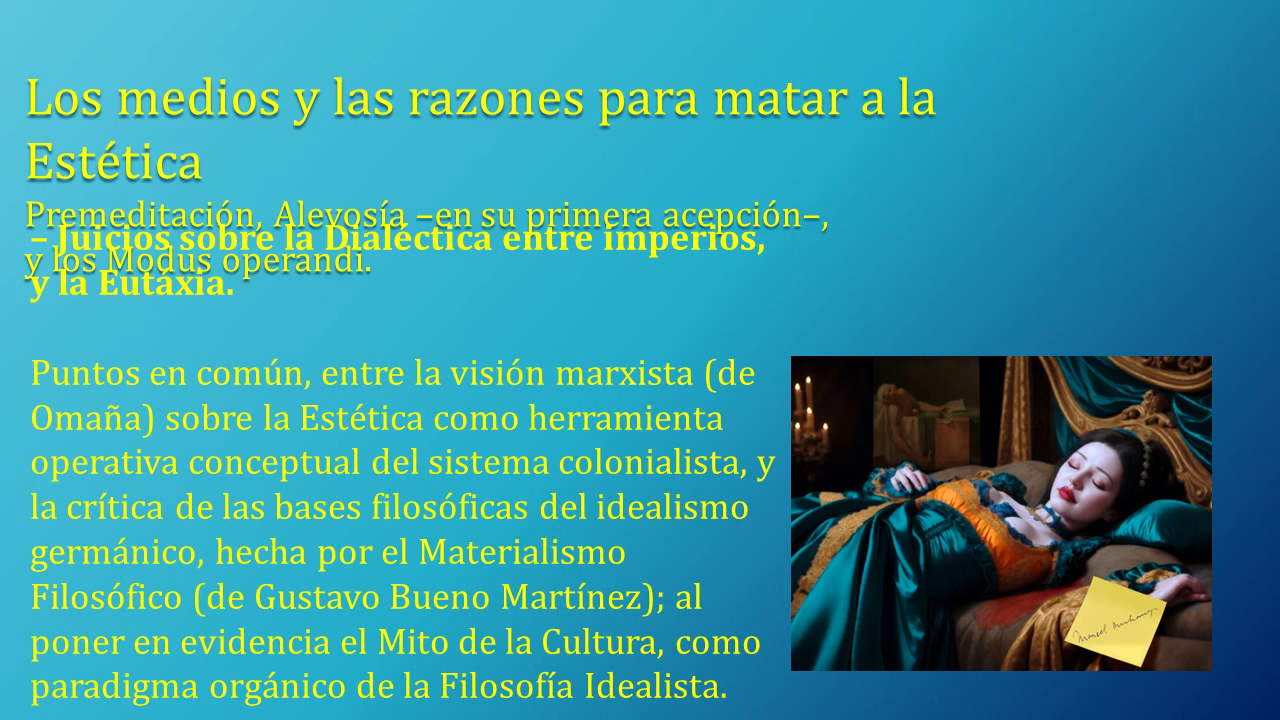 Los medios y las razones para matar a la
Estética
Premeditación, Alevosía –en su primera acepción–,
y los Modus operandi.
– Juicios sobre la Dialéctica entre imperios,
y la Eutáxia.
Puntos en común, entre la visión marxista (de
Omaña) sobre la Estética como herramienta
operativa conceptual del sistema colonialista, y
la crítica de las bases filosóficas del idealismo
germánico, hecha por el Materialismo
Filosófico (de Gustavo Bueno Martínez); al
poner en evidencia el Mito de la Cultura, como
paradigma orgánico de la Filosofía Idealista.
Marcel